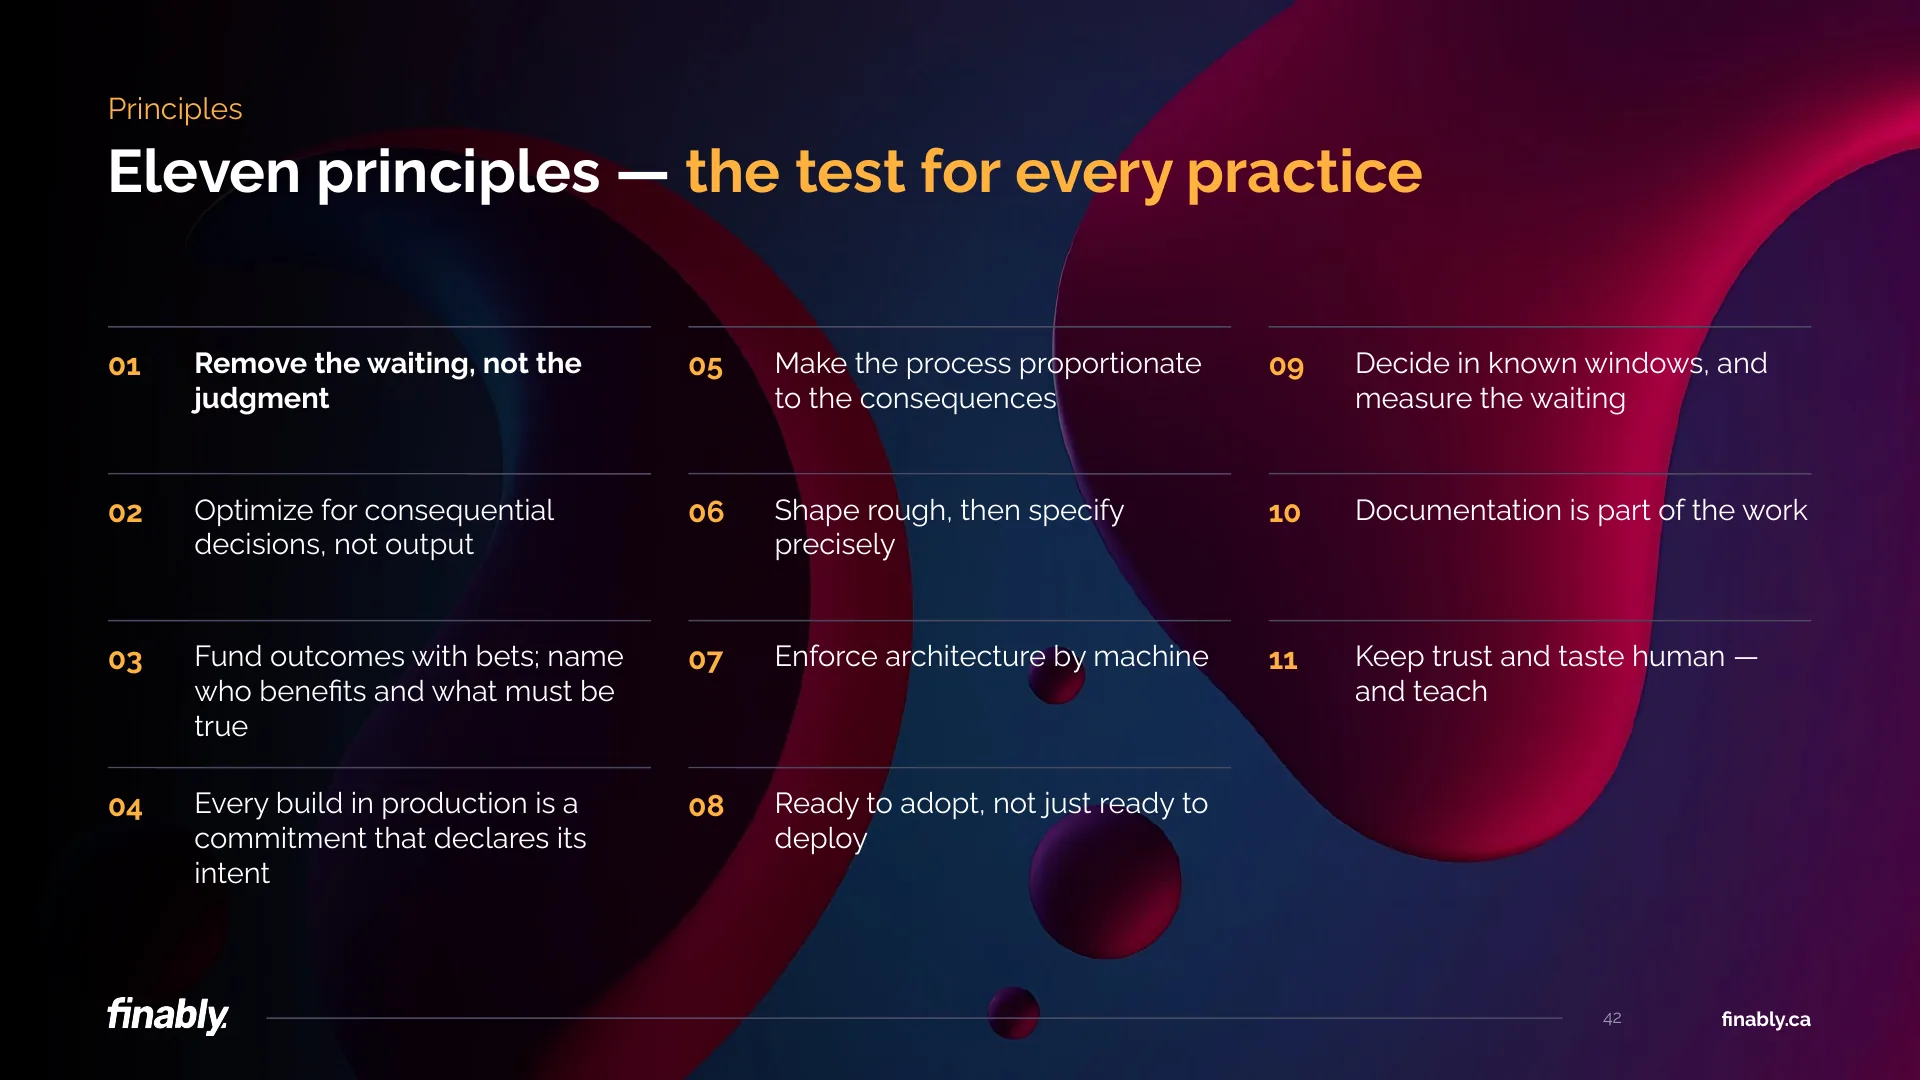 Principles
Eleven principles — the test for every practice
01
Remove the waiting, not the
judgment
02
Optimize for consequential
decisions, not output
03
Fund outcomes with bets; name
who benefits and what must be
true
04
Every build in production is a
commitment that declares its
intent
05
Make the process proportionate
to the consequences
06
Shape rough, then specify
precisely
07
Enforce architecture by machine
08
Ready to adopt, not just ready to
deploy
09
Decide in known windows, and
measure the waiting
10
Documentation is part of the work
11
Keep trust and taste human —
and teach
finably.
42
finably.ca